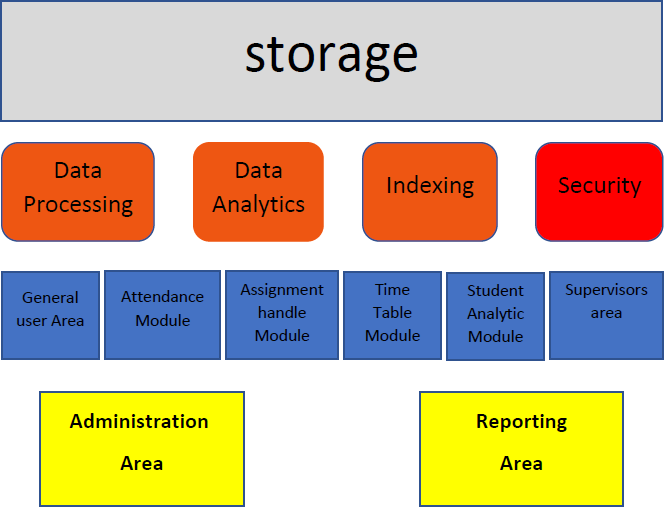 storage
Data
Processing
Data
Analytics
Indexing
Security
General
user Area
Attendance
Module
Assignment
handle
Module
Time
Table
Module
Student
Analytic
Module
Supervisors
area
Administration
Area
Reporting
Area